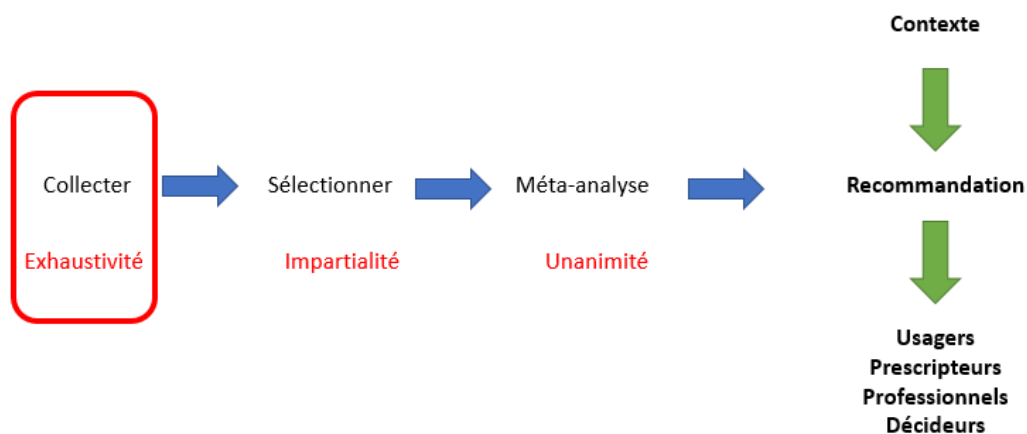 Contexte
Collecter
Sélectionner
Méta-analyse
Recommandation
Exhaustivité
Impartialité
Unanimité
Usagers
Prescripteurs
Professionnels
Décideurs